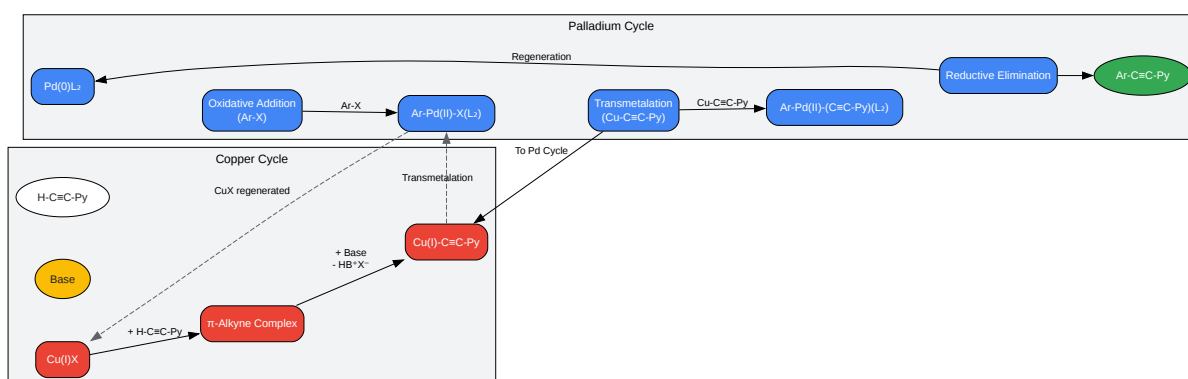 Palladium Cycle
Regeneration
Pd(0)L₂
Reductive Elimination
Ar-C≡C-Py
Oxidative Addition
(Ar-X)
Ar-X
Ar-Pd(II)-X(L₂)
Transmetalation
(Cu-C≡C-Py)
Cu-C≡C-Py
Ar-Pd(II)-(C≡C-Py)(L₂)
To Pd Cycle
Copper Cycle
H-C≡C-Py
CuX regenerated
Transmetalation
Cu(I)-C≡C-Py
+ Base
- HB⁺X⁻
Base
π-Alkyne Complex
+ H-C≡C-Py
Cu(I)X